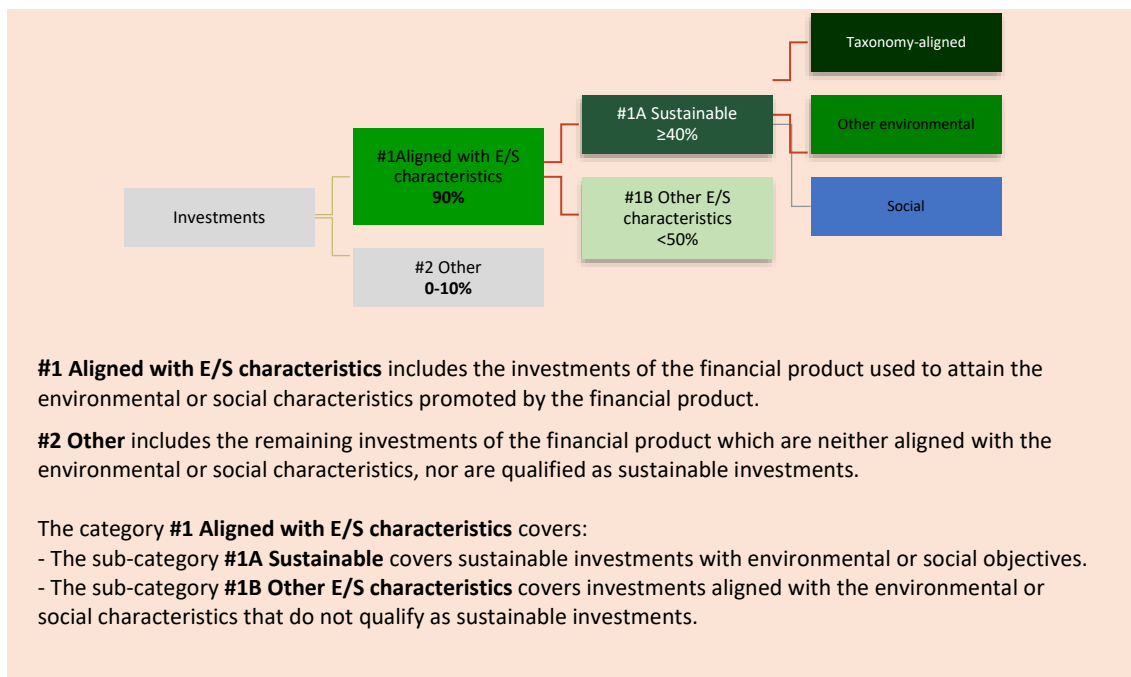 Taxonomy-aligned
#1A Sustainable
≥40%
Other environmental
#1Aligned with E/S
characteristics
90%
#1B Other E/S
characteristics
<50%
Social
Investments
#2 Other
0-10%
#1 Aligned with E/S characteristics includes the investments of the financial product used to attain the
environmental or social characteristics promoted by the financial product.
#2 Other includes the remaining investments of the financial product which are neither aligned with the
environmental or social characteristics, nor are qualified as sustainable investments.
The category #1 Aligned with E/S characteristics covers:
- The sub-category #1A Sustainable covers sustainable investments with environmental or social objectives.
- The sub-category #1B Other E/S characteristics covers investments aligned with the environmental or
social characteristics that do not qualify as sustainable investments.